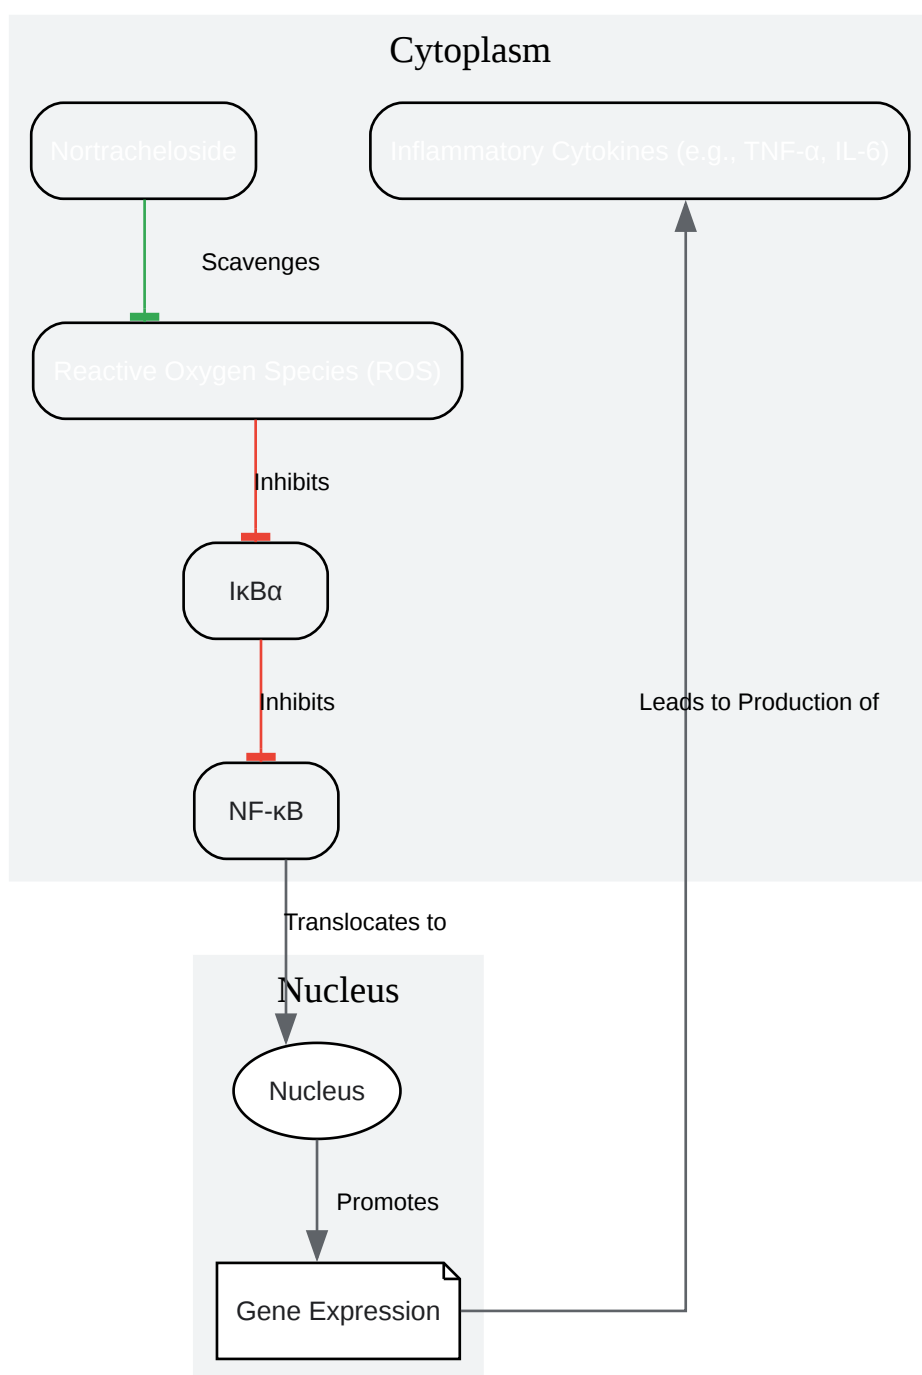 Cytoplasm
Nortracheloside
Inflammatory Cytokines (e.g., TNF-α, IL-6)
Scavenges
Reactive Oxygen Species (ROS)
Inhibits
IκBα
Inhibits
Leads to Production of
NF-κB
Translocates to
Nucleus
Nucleus
Promotes
Gene Expression